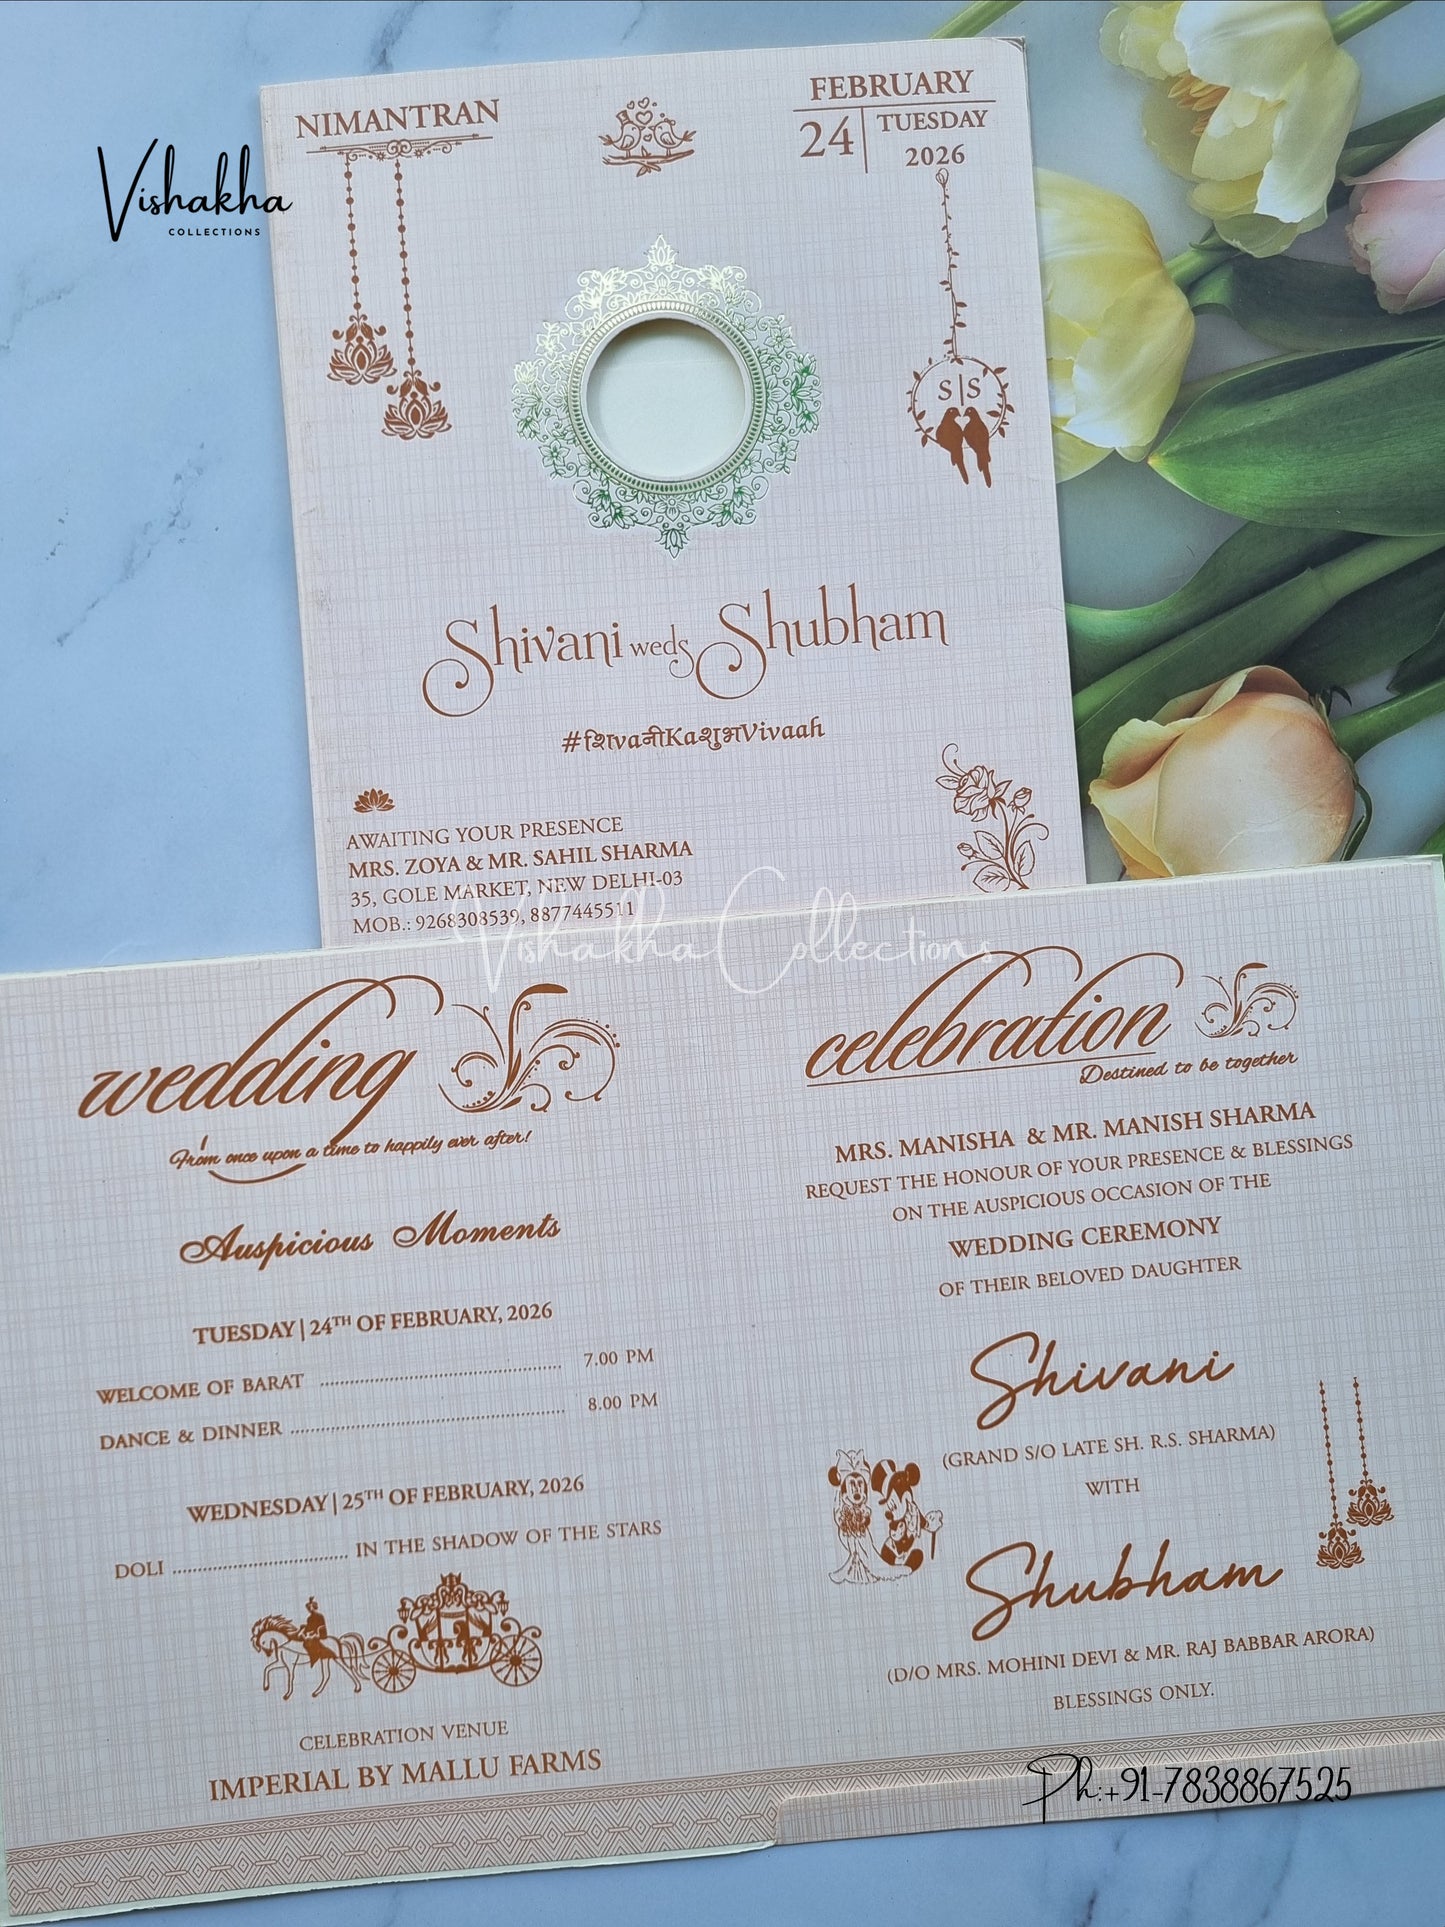 NIMANTRAN
FEBRUARY
24
TUESDAY
2026
Vishakha
COLLECTIONS
S|S
Shivani weds Shubham
#शिvaनीKaशुभVivaah
AWAITING YOUR PRESENCE
MRS. ZOYA & MR. SAHIL SHARMA
35, GOLE MARKET, NEW DELHI-03
MOB.: 9268308539, 8877445511
Vishakha Collections
wedding
From once upon a time to happily ever after!
Auspicious Moments
TUESDAY | 24TH OF FEBRUARY, 2026
WELCOME OF BARAT ........................ 7.00 PM
DANCE & DINNER ........................ 8.00 PM
WEDNESDAY | 25TH OF FEBRUARY, 2026
DOLI ........................ IN THE SHADOW OF THE STARS
CELEBRATION VENUE
IMPERIAL BY MALLU FARMS
celebration
Destined to be together
MRS. MANISHA & MR. MANISH SHARMA
REQUEST THE HONOUR OF YOUR PRESENCE & BLESSINGS
ON THE AUSPICIOUS OCCASION OF THE
WEDDING CEREMONY
OF THEIR BELOVED DAUGHTER
Shivani
(GRAND S/O LATE SH. R.S. SHARMA)
WITH
Shubham
(D/O MRS. MOHINI DEVI & MR. RAJ BABBAR ARORA)
BLESSINGS ONLY.
Ph.:+91-7838867525